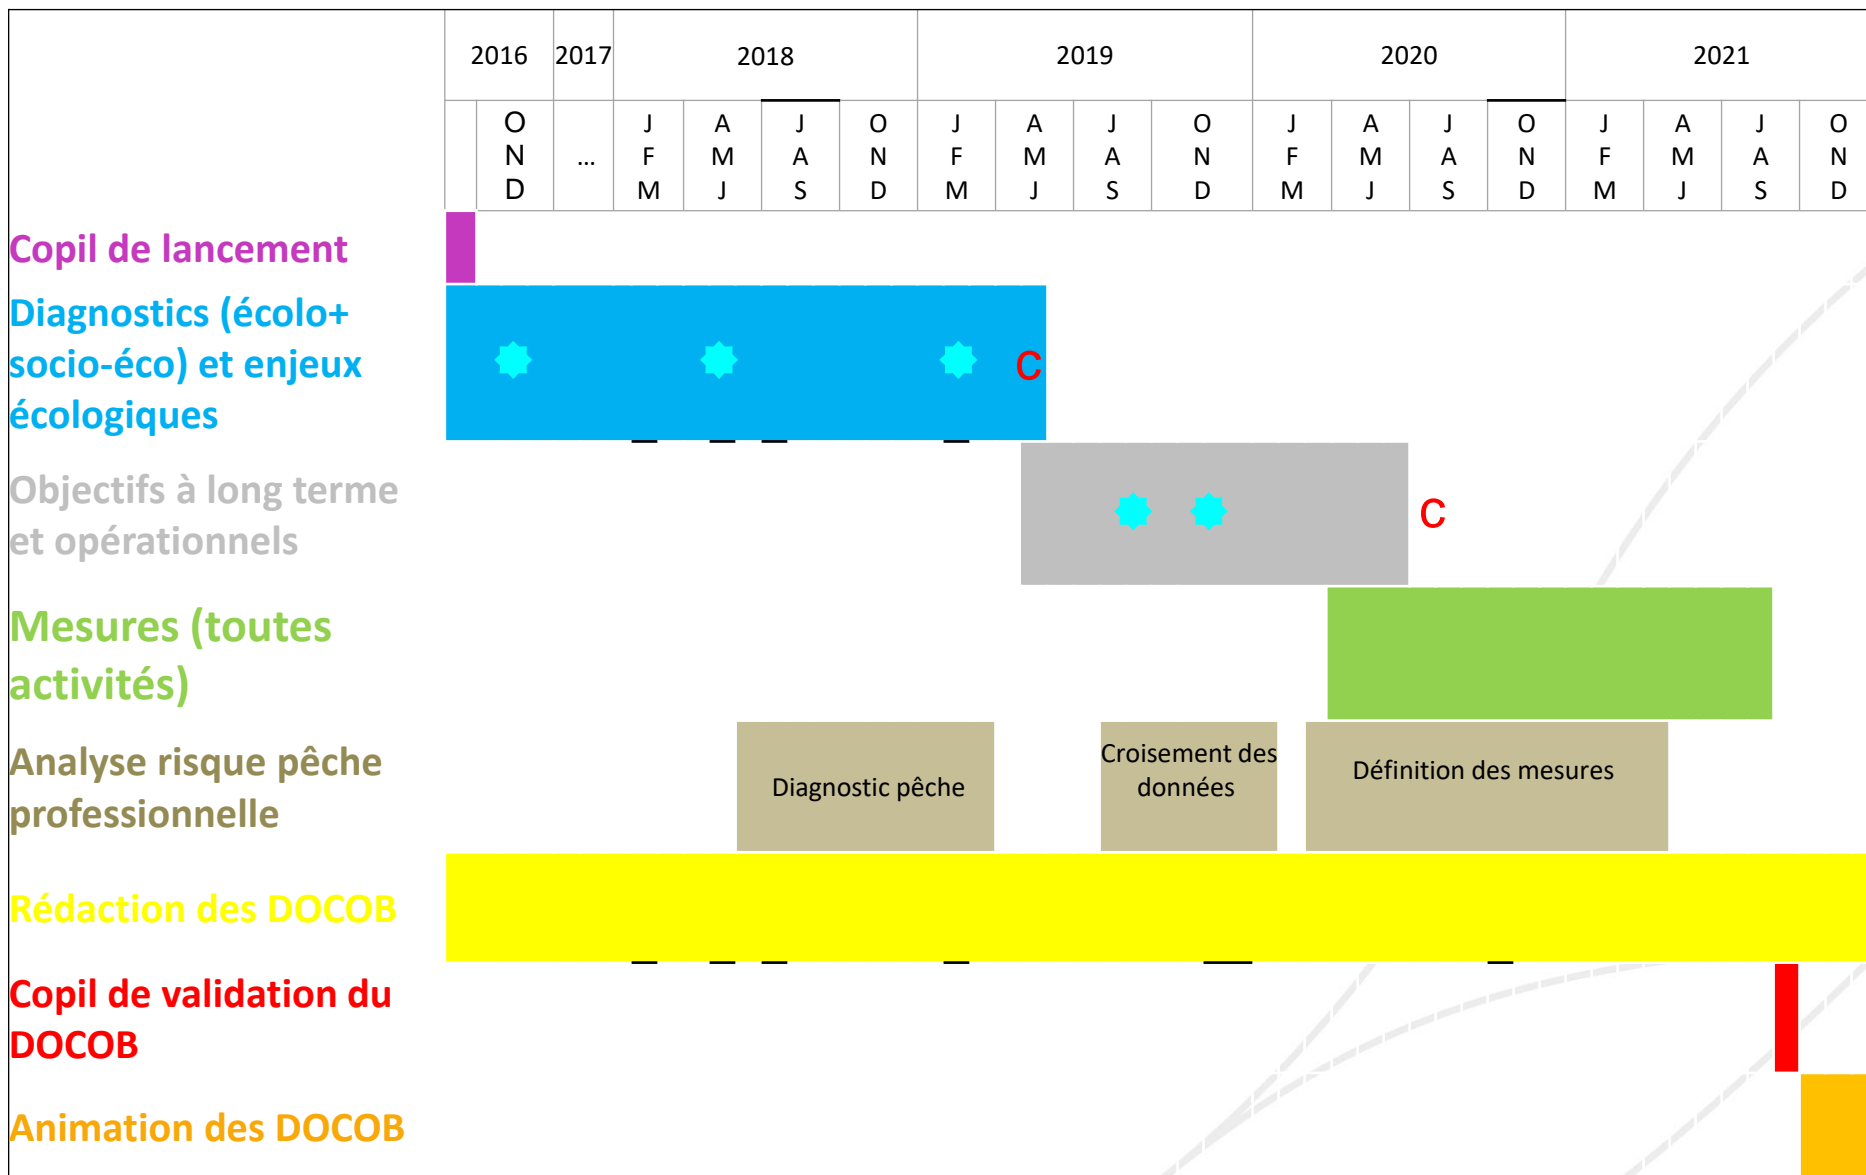 2016 2017 2018 2019 2020 2021
O J A J O J A J O J A J O J A J O
N ... F M A N F M A N F M A N F M A N
D M J S D M J S D M J S D M J S D
Copil de lancement
Diagnostics (écolo+
socio-éco) et enjeux
écologiques
C
Objectifs à long terme
et opérationnels
C
Mesures (toutes
activités)
Analyse risque pêche
professionnelle
Diagnostic pêche
Croisement des
données
Définition des mesures
Rédaction des DOCOB
Copil de validation du
DOCOB
Animation des DOCOB